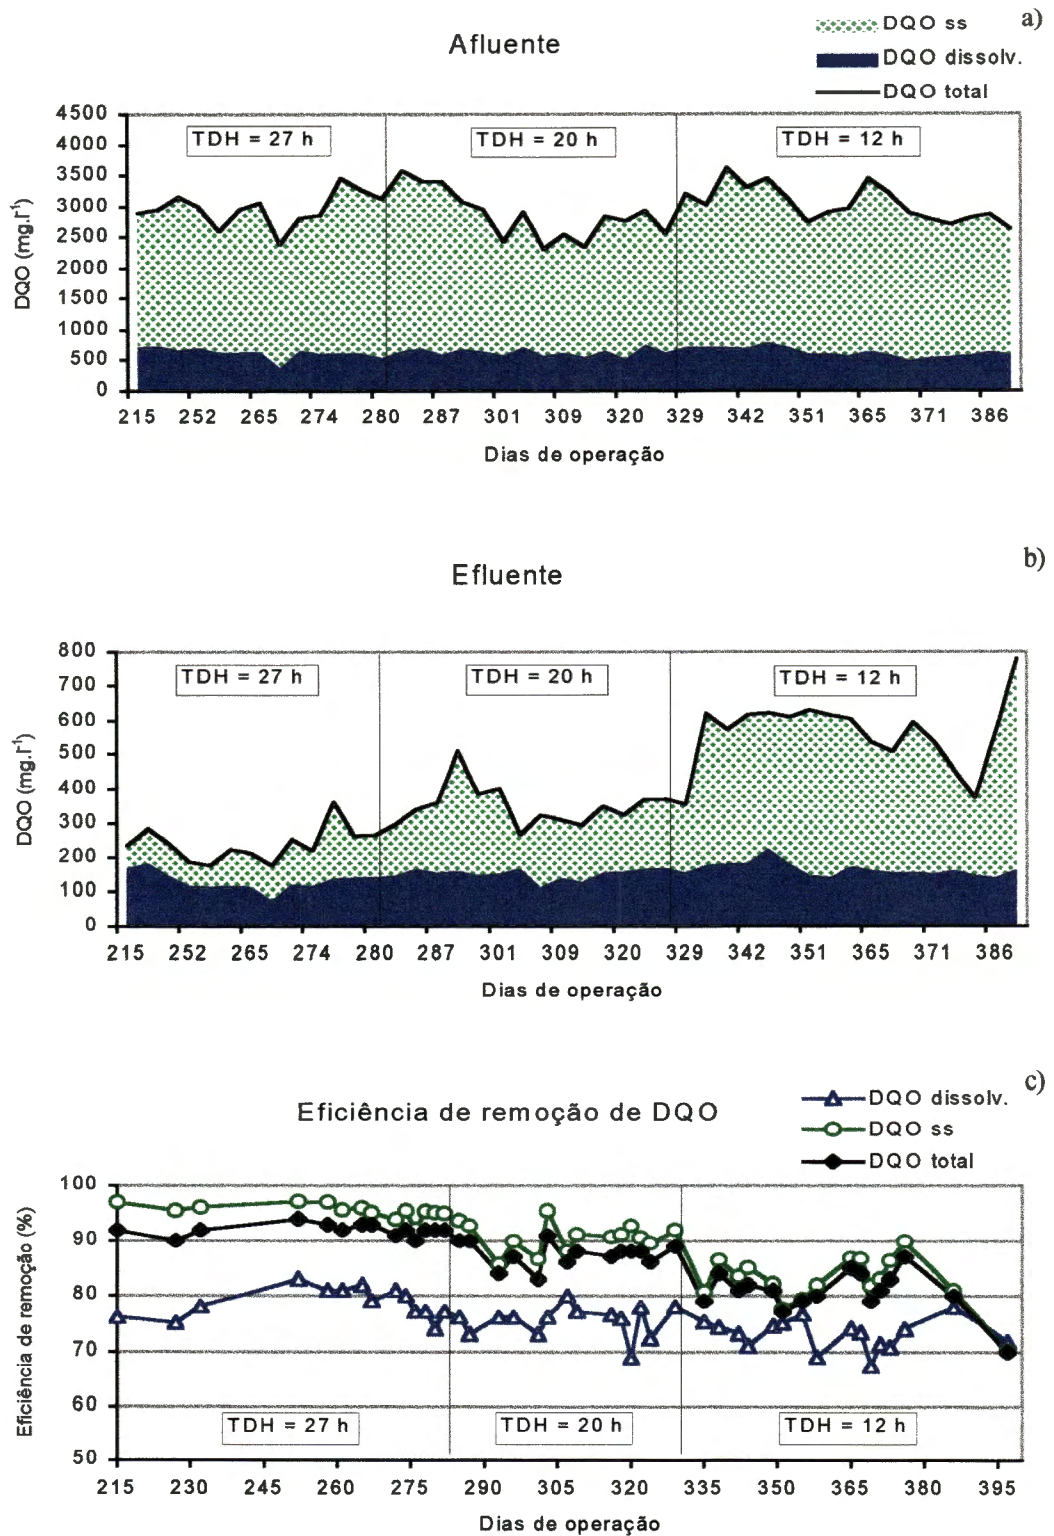 a)
Afluente
DQO ss
DQO dissolv.
DQO total
4500
4000
3500
3000
2500
2000
1500
1000
500
0
DQO (mg.l⁻¹)
TDH = 27 h
TDH = 20 h
TDH = 12 h
215 252 265 274 280 287 301 309 320 329 342 351 365 371 386
Dias de operação
b)
Efluente
800
700
600
500
400
300
200
100
0
DQO (mg.l⁻¹)
TDH = 27 h
TDH = 20 h
TDH = 12 h
215 252 265 274 280 287 301 309 320 329 342 351 365 371 386
Dias de operação
c)
Eficiência de remoção de DQO
DQO dissolv.
DQO ss
DQO total
100
90
80
70
60
50
Eficiência de remoção (%)
TDH = 27 h
TDH = 20 h
TDH = 12 h
215 230 245 260 275 290 305 320 335 350 365 380 395
Dias de operação